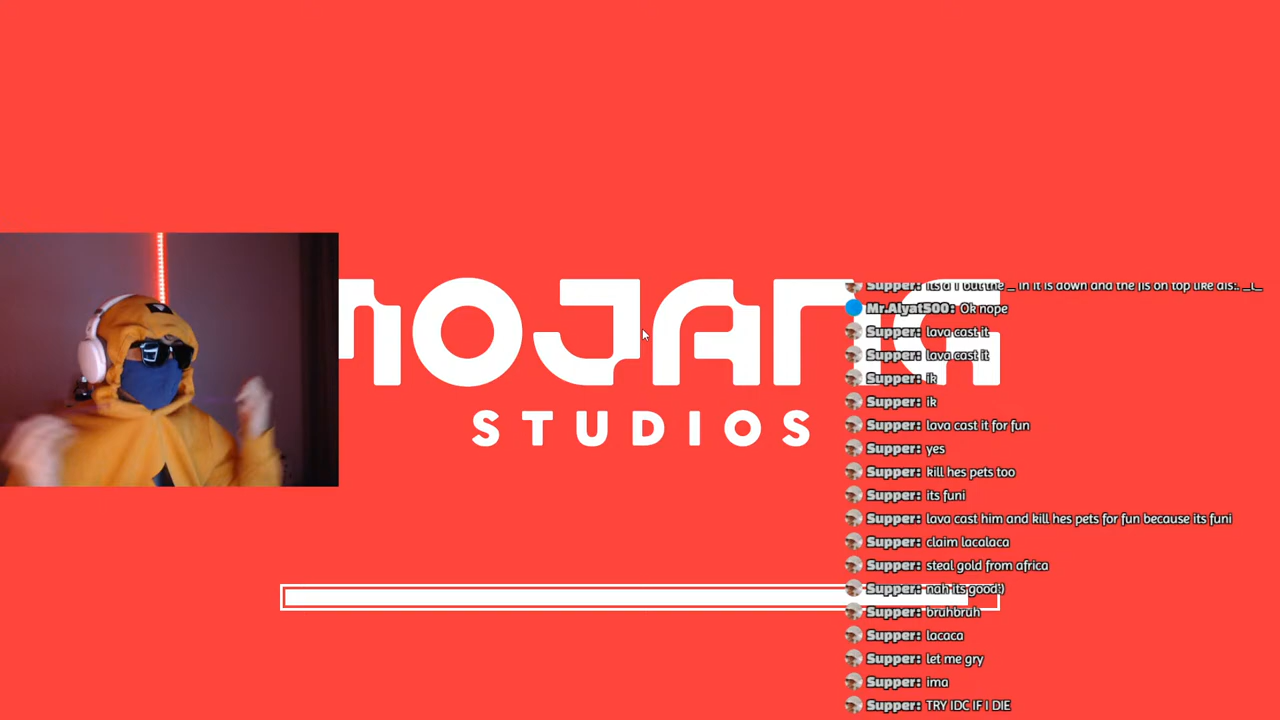 MOJANG
STUDIOS
Supper:
Mr.Alyat500: Ok nope
Supper: lava cast it
Supper: lava cast it
Supper: ik
Supper: ik
Supper: lava cast it for fun
Supper: yes
Supper: kill hes pets too
Supper: its funi
Supper: lava cast him and kill hes pets for fun because its funi
Supper: claim lacalaca
Supper: steal gold from africa
Supper: nah its good:)
Supper: bruhbruh
Supper: lacaca
Supper: let me gry
Supper: ima
Supper: TRY IDC IF I DIE